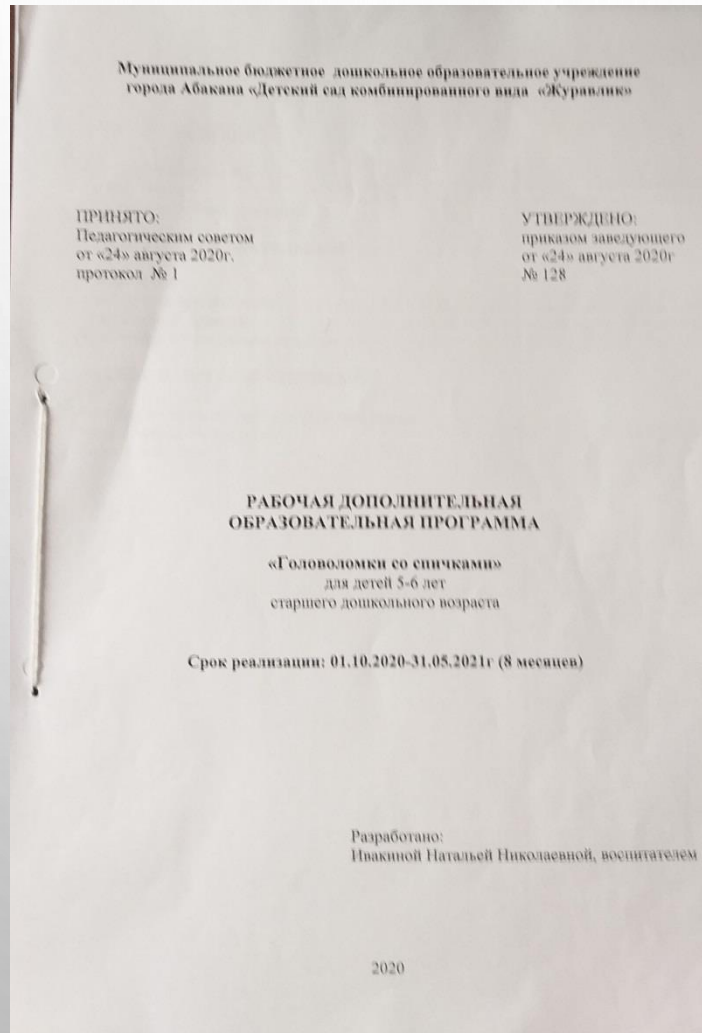 Муниципальное бюджетное дошкольное образовательное учреждение
города Абакана «Детский сад комбинированного вида «Журавлик»
ПРИНЯТО:
Педагогическим советом
от «24» августа 2020г.
протокол № 1
УТВЕРЖДЕНО:
приказом заведующего
от «24» августа 2020г
№ 128
РАБОЧАЯ ДОПОЛНИТЕЛЬНАЯ
ОБРАЗОВАТЕЛЬНАЯ ПРОГРАММА
«Головоломки со спичками»
для детей 5-6 лет
старшего дошкольного возраста
Срок реализации: 01.10.2020-31.05.2021г (8 месяцев)
Разработано:
Ивакиной Натальей Николаевной, воспитателем
2020